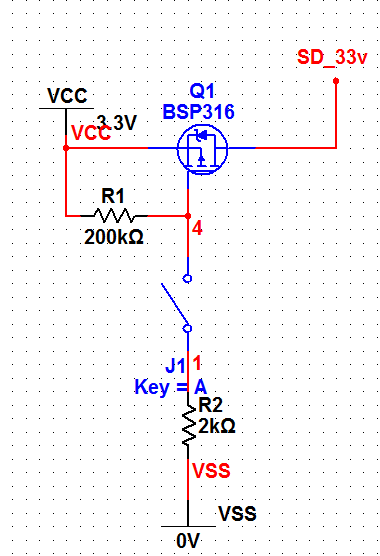 SD_33v
VCC
3.3V
VCC
Q1
BSP316
R1
200kΩ
4
1
J1
Key = A
R2
2kΩ
VSS
VSS
0V